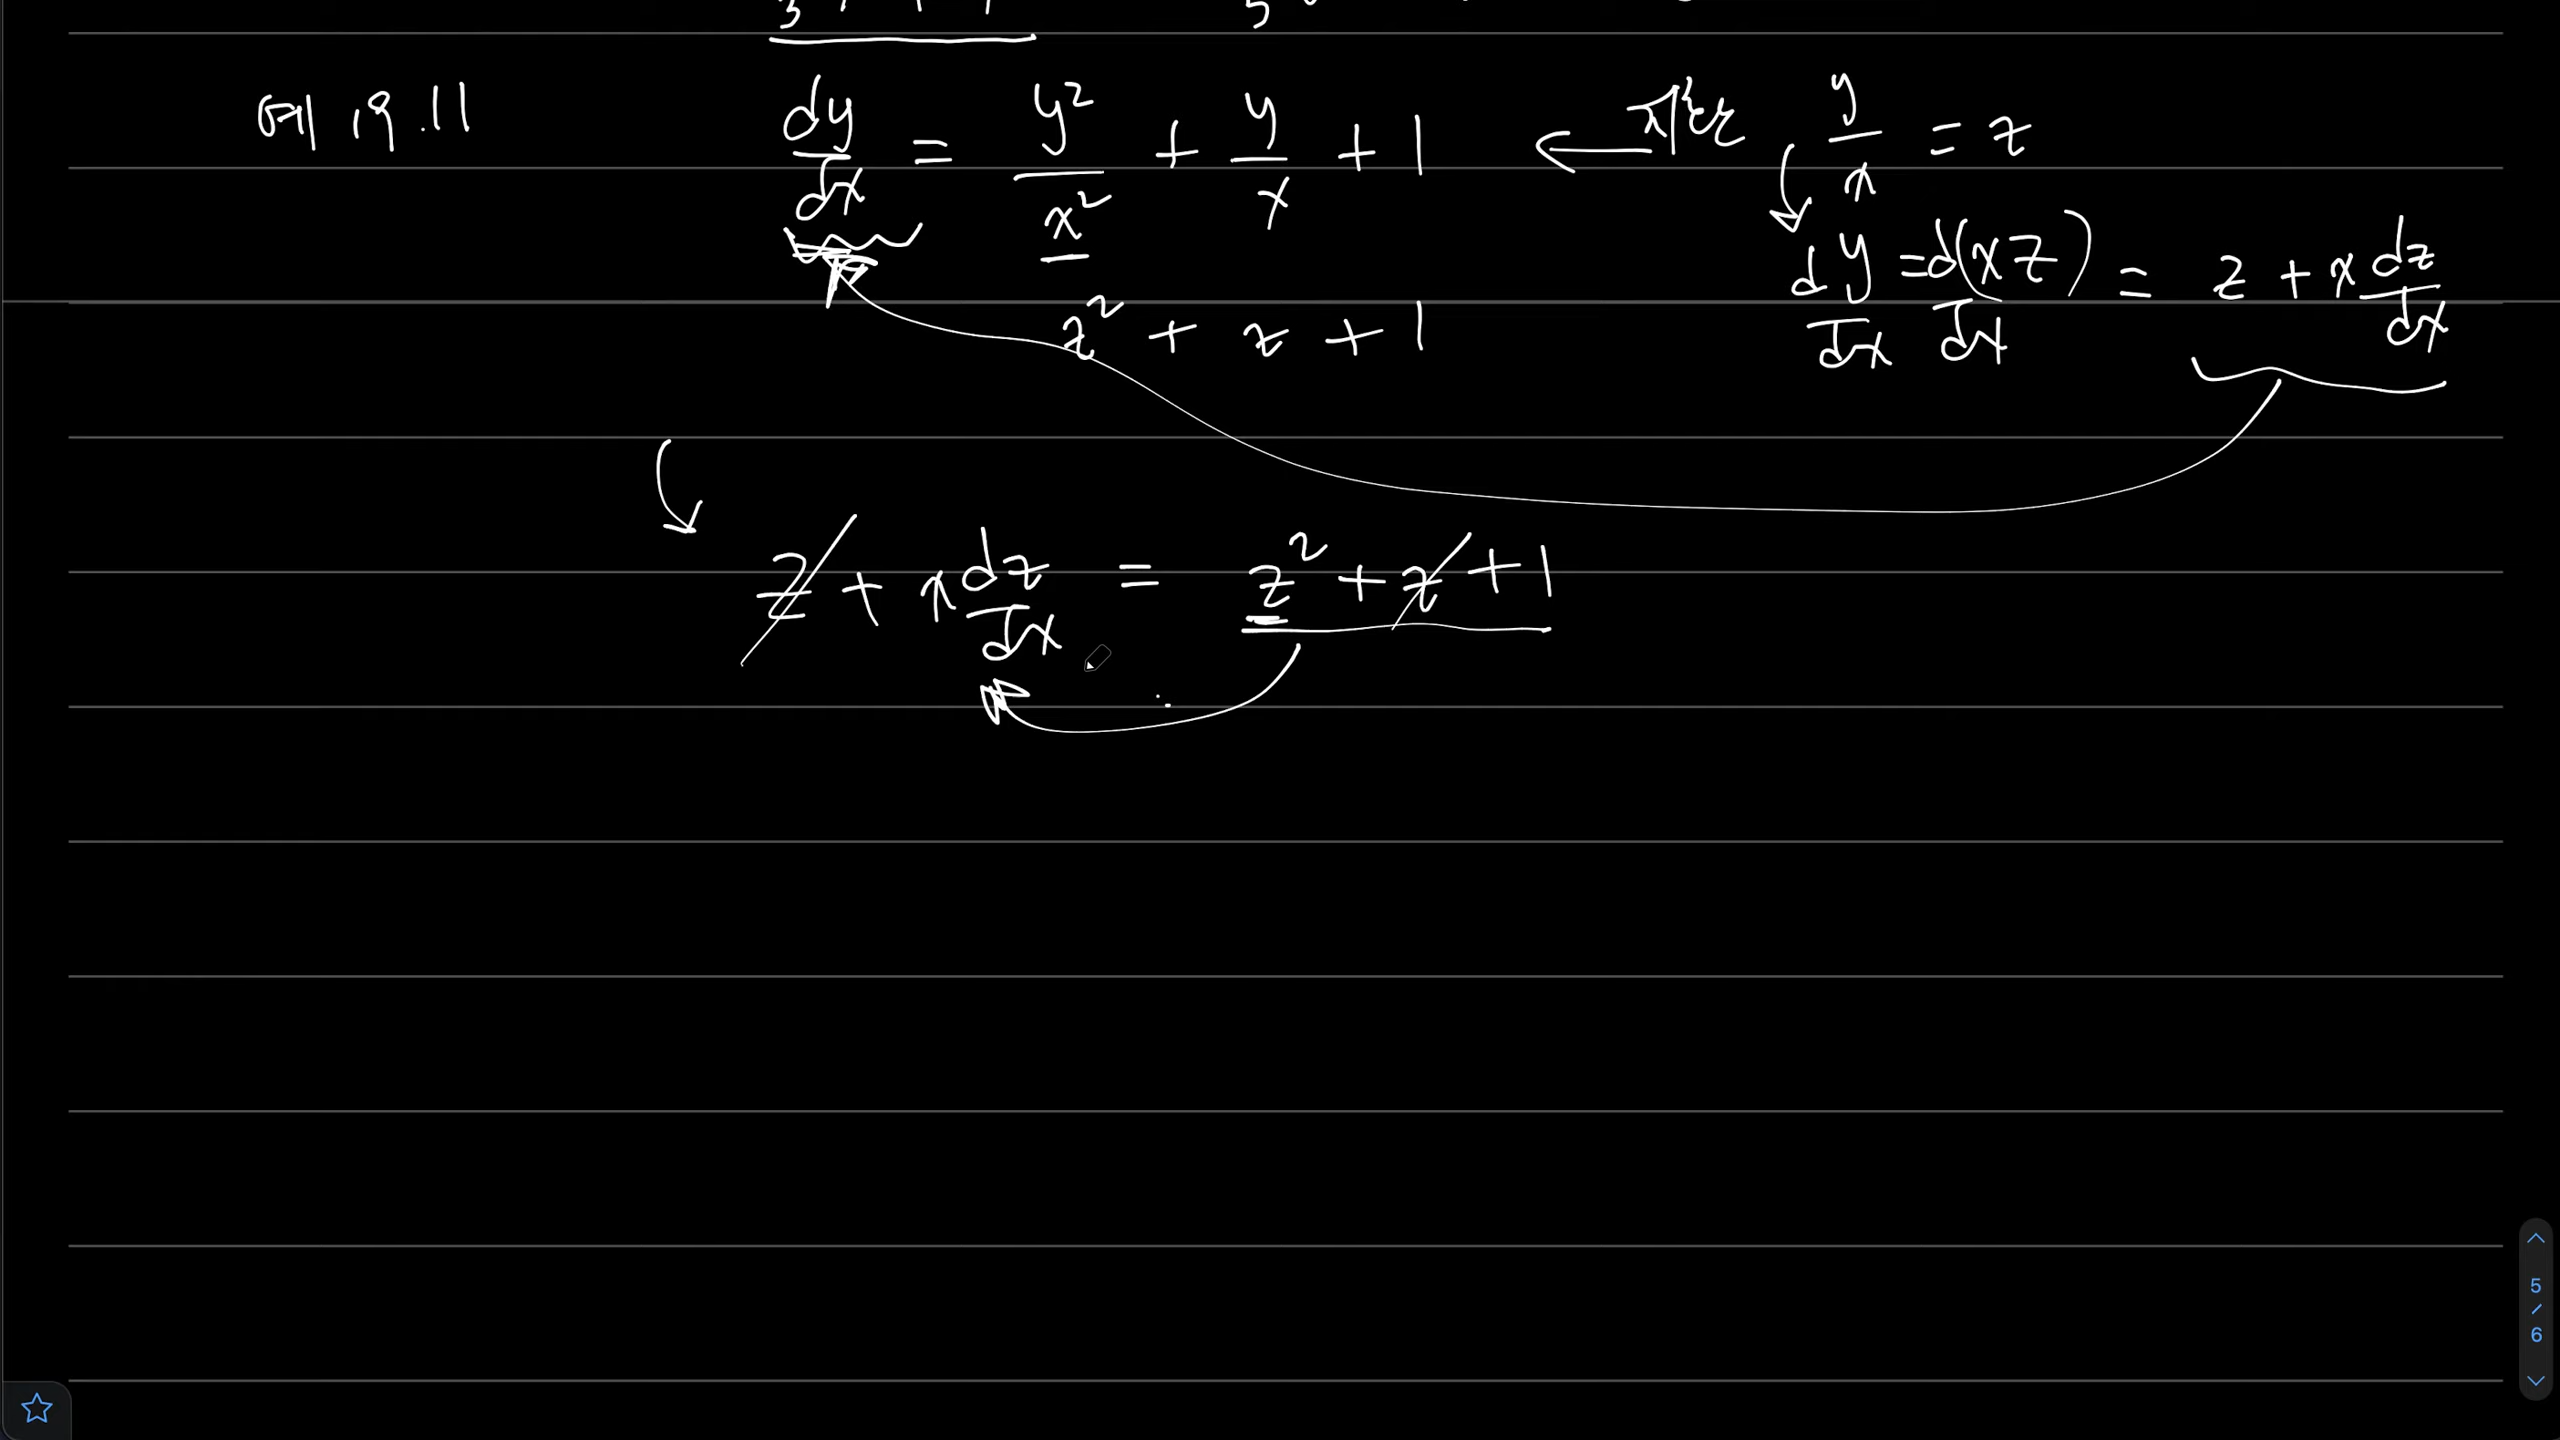 예 19.11 dy/dx = y²/x² + y/x + 1 ← 치환 y/x = z
dy/dx = d(xz)/dx = z + x dz/dx
z² + z + 1
z + x dz/dx = z² + z + 1
5
/
6